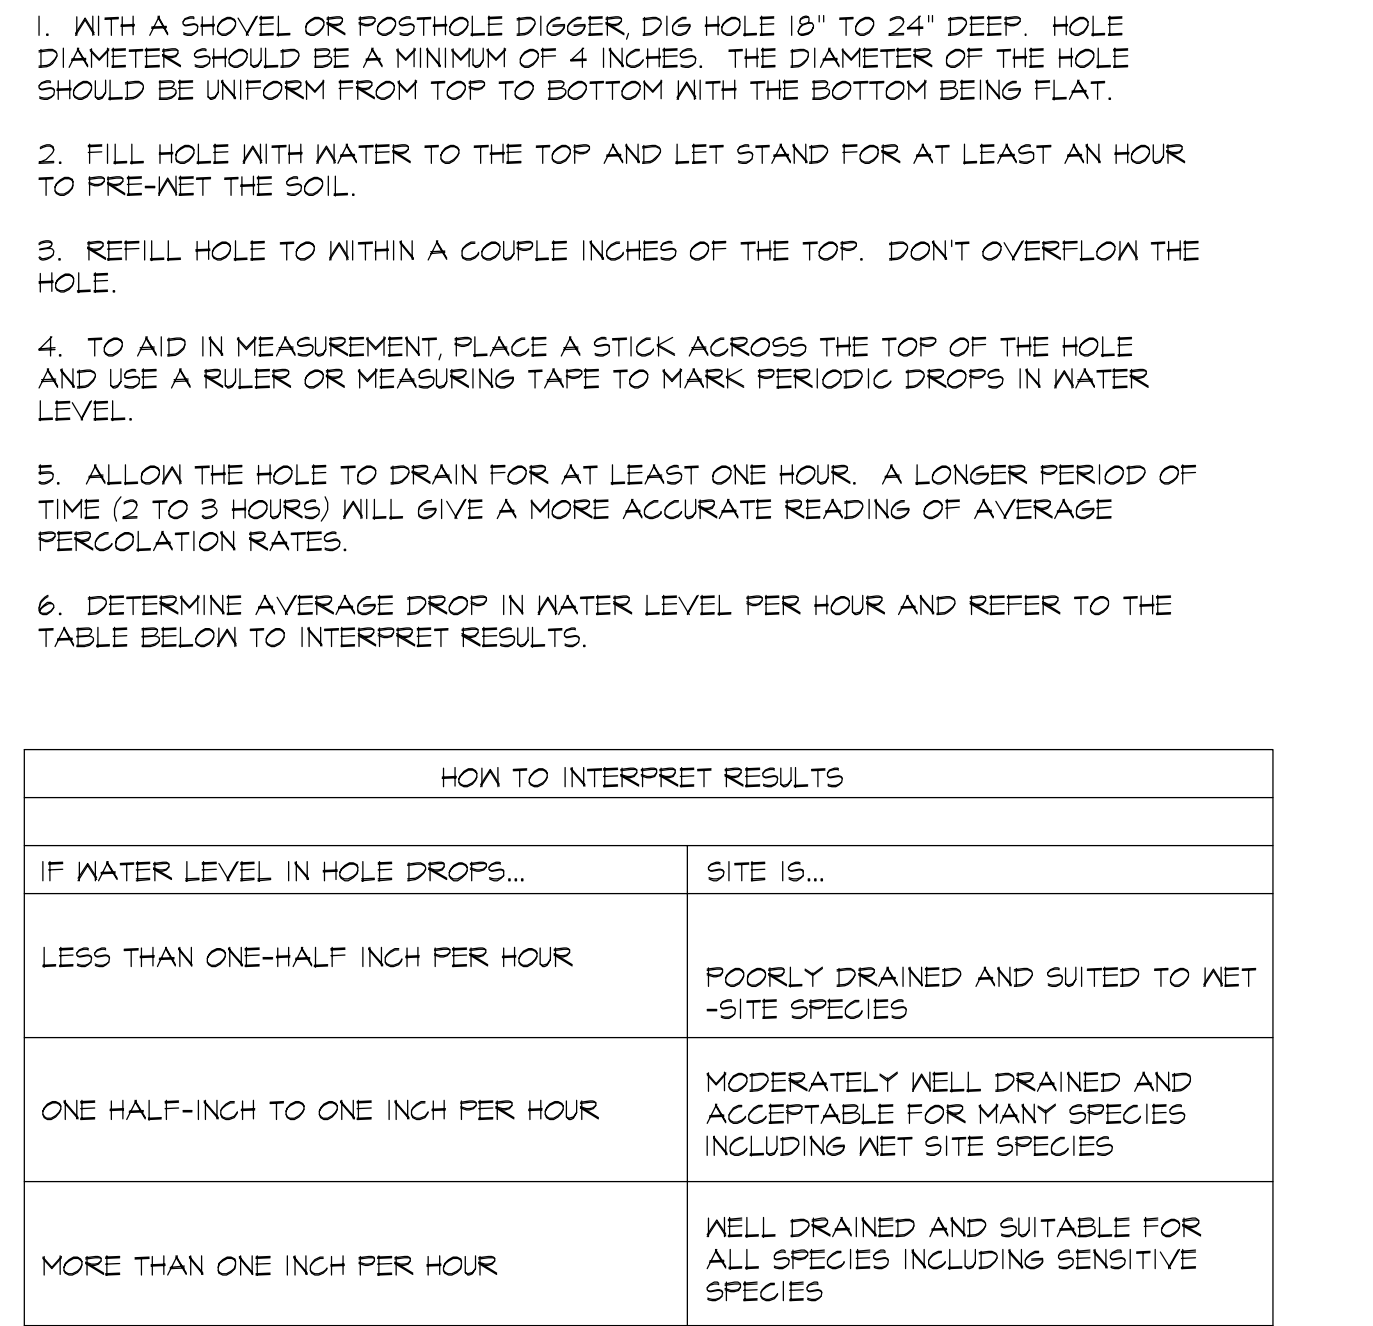 1. WITH A SHOVEL OR POSTHOLE DIGGER, DIG HOLE 18" TO 24" DEEP. HOLE
DIAMETER SHOULD BE A MINIMUM OF 4 INCHES. THE DIAMETER OF THE HOLE
SHOULD BE UNIFORM FROM TOP TO BOTTOM WITH THE BOTTOM BEING FLAT.
2. FILL HOLE WITH WATER TO THE TOP AND LET STAND FOR AT LEAST AN HOUR
TO PRE-WET THE SOIL.
3. REFILL HOLE TO WITHIN A COUPLE INCHES OF THE TOP. DON'T OVERFLOW THE
HOLE.
4. TO AID IN MEASUREMENT, PLACE A STICK ACROSS THE TOP OF THE HOLE
AND USE A RULER OR MEASURING TAPE TO MARK PERIODIC DROPS IN WATER
LEVEL.
5. ALLOW THE HOLE TO DRAIN FOR AT LEAST ONE HOUR. A LONGER PERIOD OF
TIME (2 TO 3 HOURS) WILL GIVE A MORE ACCURATE READING OF AVERAGE
PERCOLATION RATES.
6. DETERMINE AVERAGE DROP IN WATER LEVEL PER HOUR AND REFER TO THE
TABLE BELOW TO INTERPRET RESULTS.
HOW TO INTERPRET RESULTS
IF WATER LEVEL IN HOLE DROPS...
SITE IS...
LESS THAN ONE-HALF INCH PER HOUR
POORLY DRAINED AND SUITED TO WET
-SITE SPECIES
ONE HALF-INCH TO ONE INCH PER HOUR
MODERATELY WELL DRAINED AND
ACCEPTABLE FOR MANY SPECIES
INCLUDING WET SITE SPECIES
MORE THAN ONE INCH PER HOUR
WELL DRAINED AND SUITABLE FOR
ALL SPECIES INCLUDING SENSITIVE
SPECIES